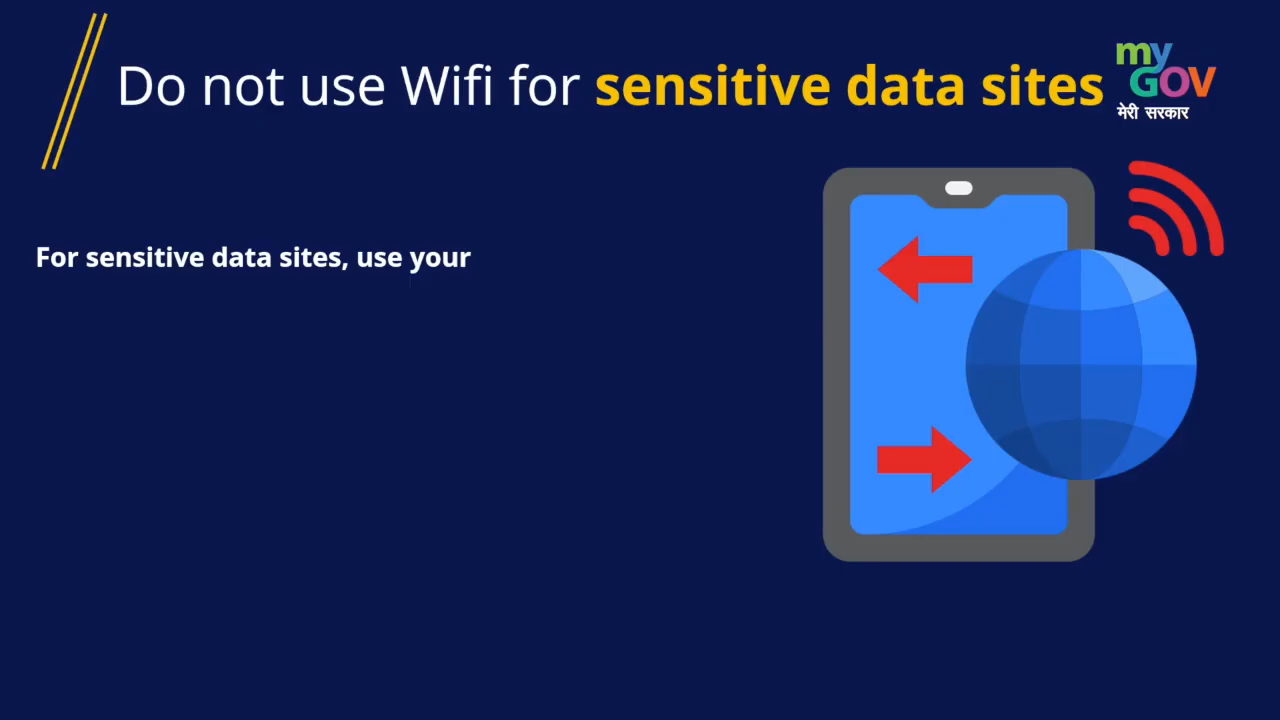 Do not use Wifi for sensitive data sites
my
GOV
मेरी सरकार
For sensitive data sites, use your